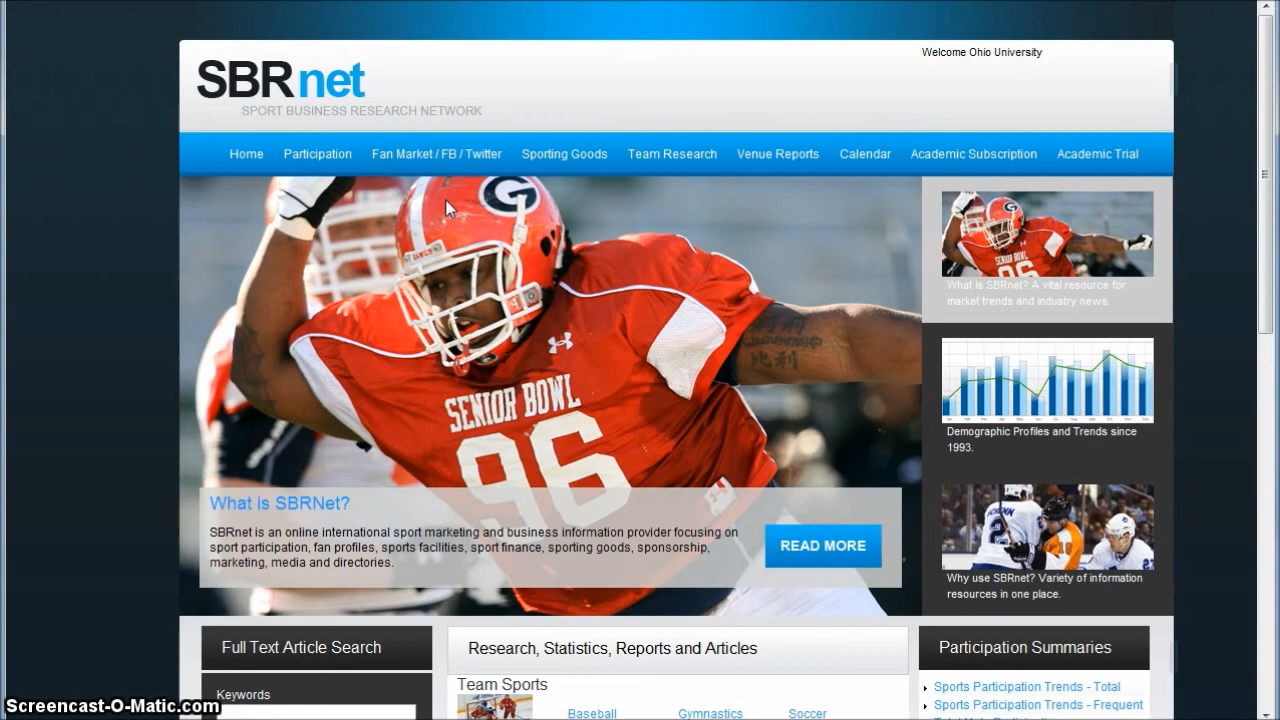 Welcome Ohio University
SBRnet
SPORT BUSINESS RESEARCH NETWORK
Home Participation Fan Market / FB / Twitter Sporting Goods Team Research Venue Reports Calendar Academic Subscription Academic Trial
G
SENIOR BOWL
96
What is SBRNet?
SBRnet is an online international sport marketing and business information provider focusing on
sport participation, fan profiles, sports facilities, sport finance, sporting goods, sponsorship,
marketing, media and directories.
READ MORE
What is SBRnet? A vital resource for
market trends and industry news.
Demographic Profiles and Trends since
1993.
Why use SBRnet? Variety of information
resources in one place.
Full Text Article Search
Keywords
Research, Statistics, Reports and Articles
Team Sports
Baseball Gymnastics Soccer
Participation Summaries
Sports Participation Trends - Total
Sports Participation Trends - Frequent
Screencast-O-Matic.com